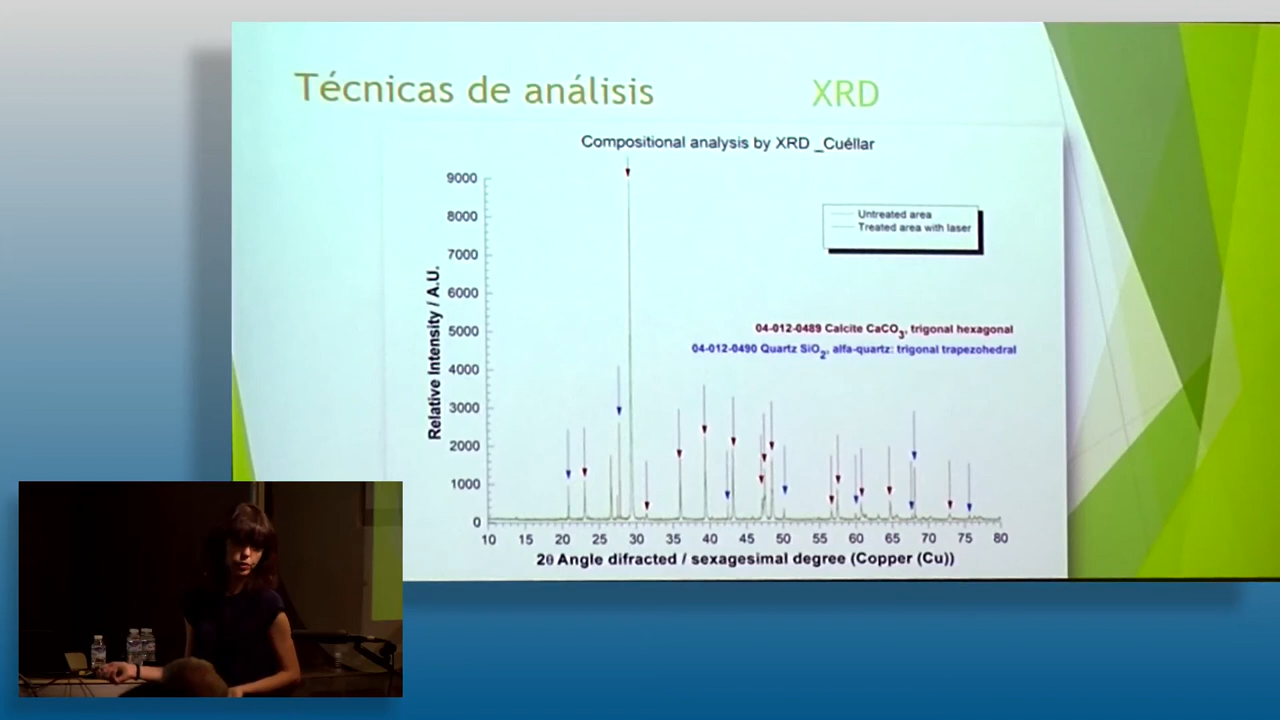 Técnicas de análisis XRD
Compositional analysis by XRD _Cuéllar
Untreated area
Treated area with laser
04-012-0489 Calcite CaCO3, trigonal hexagonal
04-012-0490 Quartz SiO2, alfa-quartz: trigonal trapezohedral
Relative Intensity / A.U.
9000
8000
7000
6000
5000
4000
3000
2000
1000
0
10 15 20 25 30 35 40 45 50 55 60 65 70 75 80
2θ Angle difracted / sexagesimal degree (Copper (Cu))